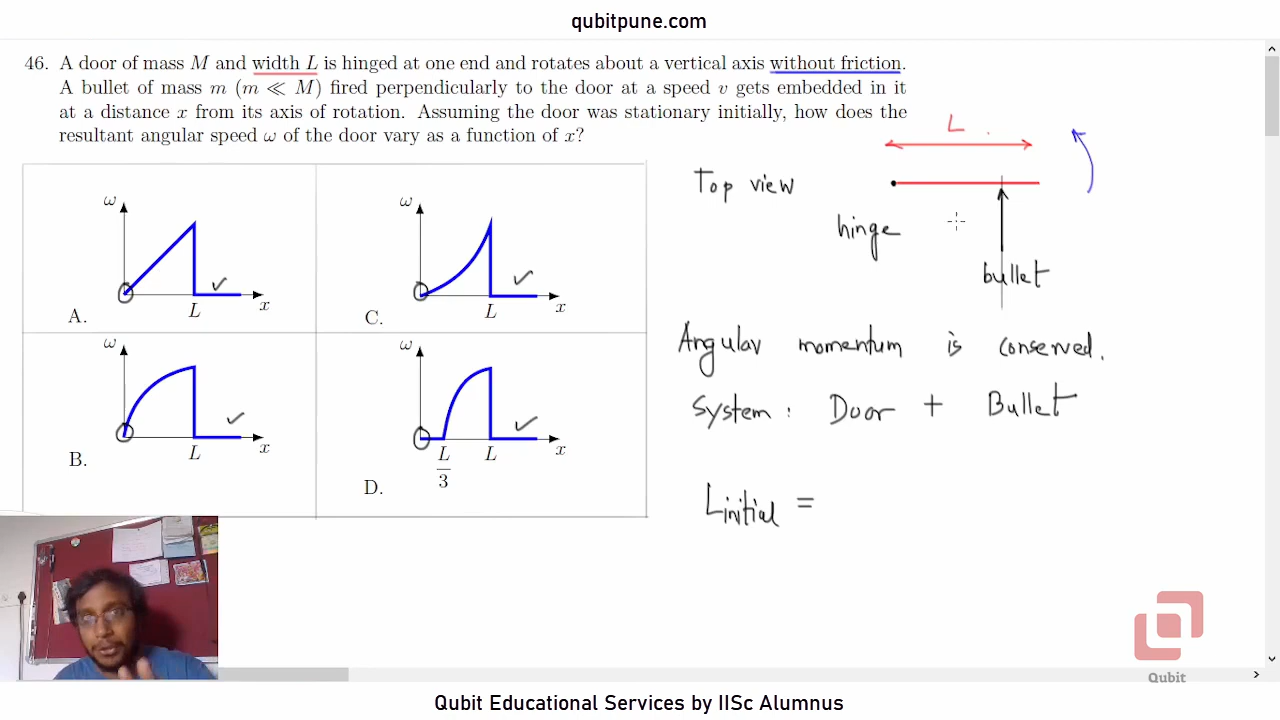 qubitpune.com
46. A door of mass M and width L is hinged at one end and rotates about a vertical axis without friction.
A bullet of mass m (m ≪ M) fired perpendicularly to the door at a speed v gets embedded in it
at a distance x from its axis of rotation. Assuming the door was stationary initially, how does the
resultant angular speed ω of the door vary as a function of x?
ω
L
x
A.
ω
L
x
C.
ω
L
x
B.
ω
L
3
L
x
D.
L
Top view
hinge
bullet
Angular momentum is conserved.
System: Door + Bullet
Linitial =
Qubit
Qubit Educational Services by IISc Alumnus